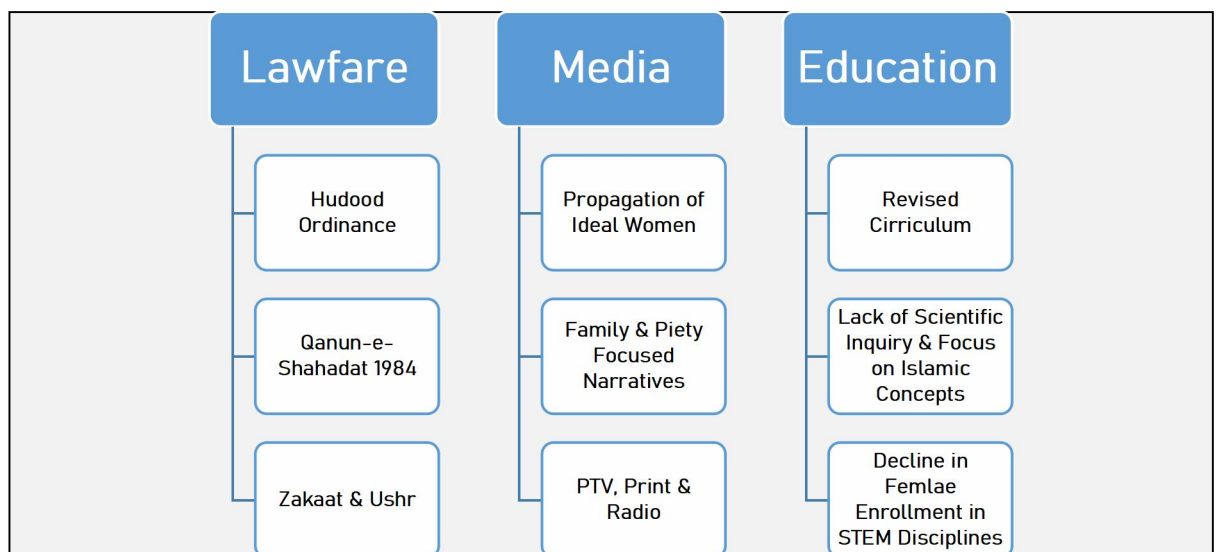 Lawfare
Hudood
Ordinance
Qanun-e-
Shahadat 1984
Zakaat & Ushr
Media
Propagation of
Ideal Women
Family & Piety
Focused
Narratives
PTV, Print &
Radio
Education
Revised
Cirriculum
Lack of Scientific
Inquiry & Focus
on Islamic
Concepts
Decline in
Femlae
Enrollment in
STEM Disciplines